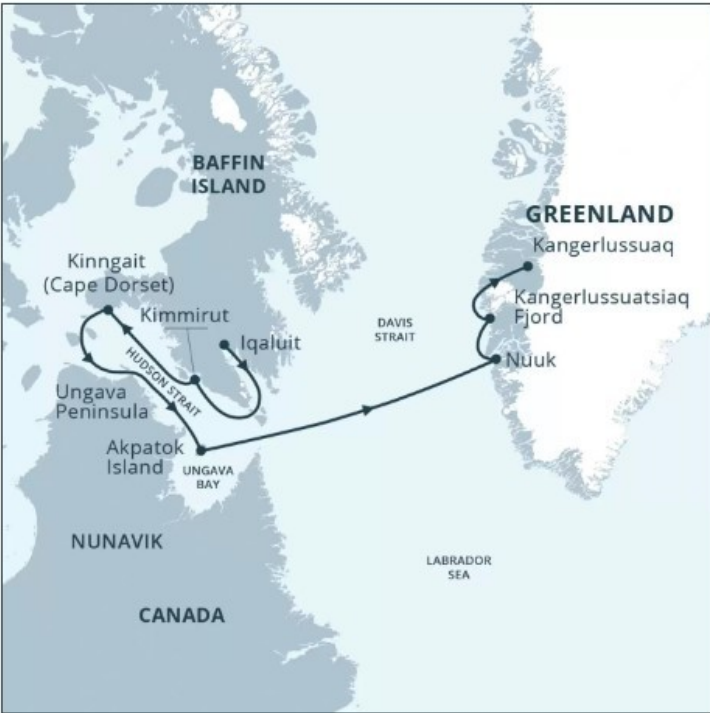 BAFFIN
ISLAND
GREENLAND
Kangerlussuaq
Kinngait
(Cape Dorset)
Kimmirut
Iqaluit
DAVIS
STRAIT
Kangerlussuatsiaq
Fjord
Nuuk
HUDSON STRAIT
Ungava
Peninsula
Akpatok
Island
UNGAVA
BAY
NUNAVIK
LABRADOR
SEA
CANADA